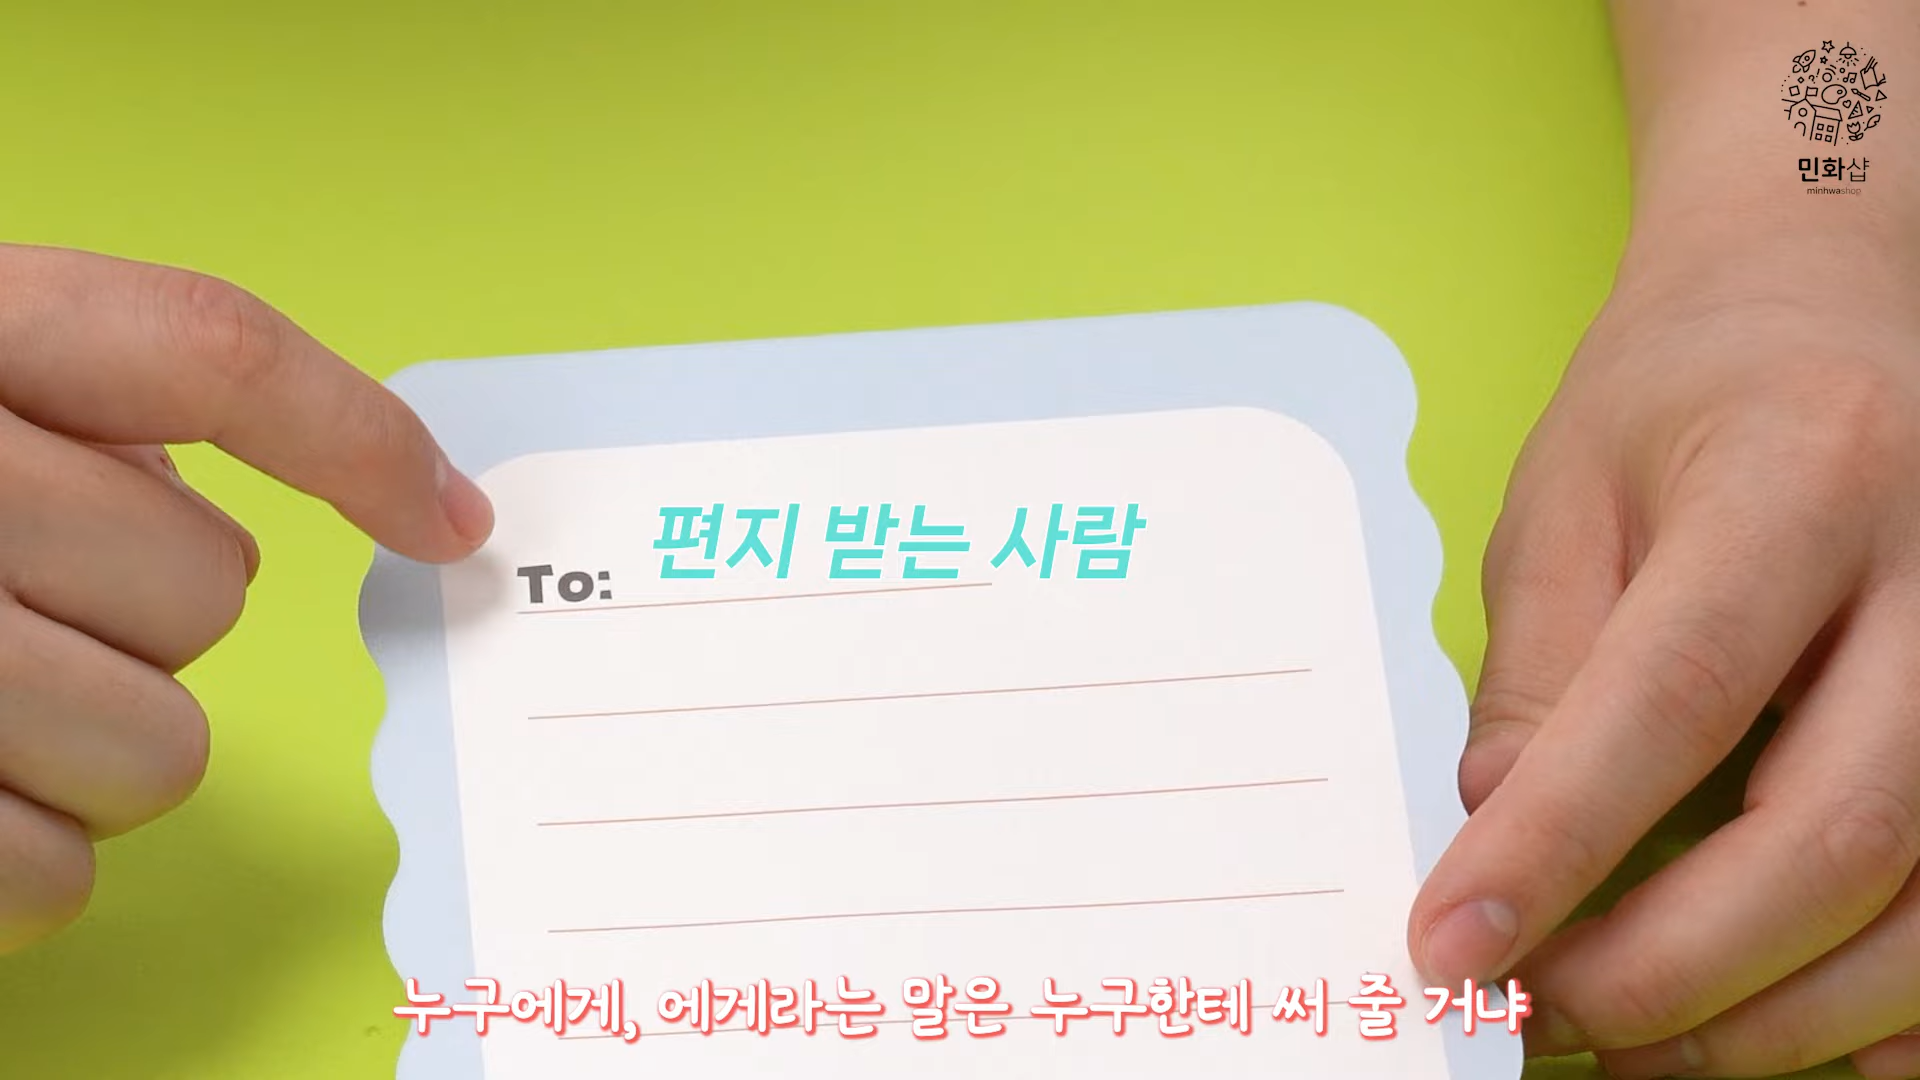 민화샵
minhwashop
편지 받는 사람
To:
누구에게, 에게라는 말은 누구한테 써 줄 거냐